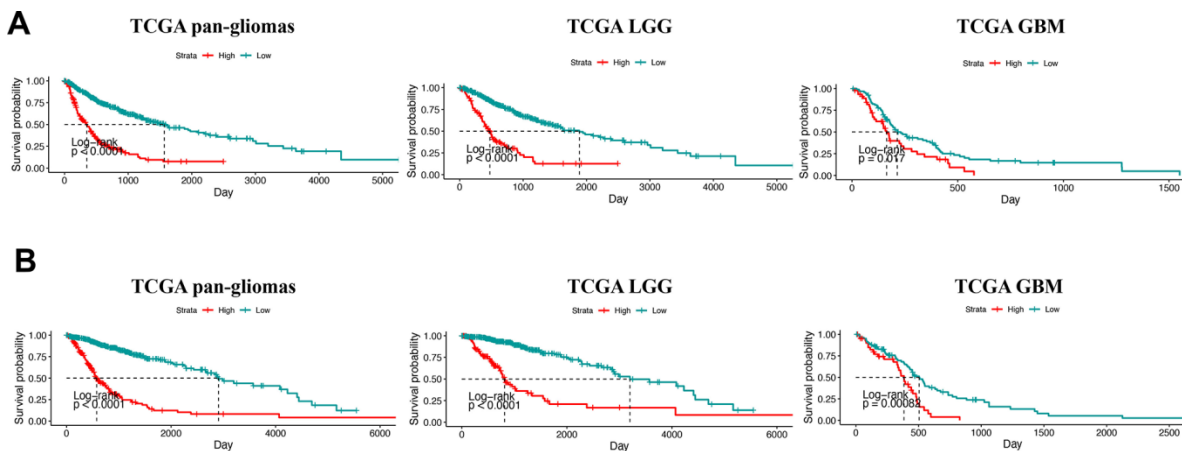 A
TCGA pan-gliomas
Strata High Low
Survival probability
1.00
0.75
0.50
0.25
0.00
Log-rank
p < 0.0001
0 1000 2000 3000 4000 5000
Day
TCGA LGG
Strata High Low
Survival probability
1.00
0.75
0.50
0.25
0.00
Log-rank
p < 0.0001
0 1000 2000 3000 4000 5000
Day
TCGA GBM
Strata High Low
Survival probability
1.00
0.75
0.50
0.25
0.00
Log-rank
p = 0.017
0 500 1000 1500
Day
B
TCGA pan-gliomas
Strata High Low
Survival probability
1.00
0.75
0.50
0.25
0.00
Log-rank
p < 0.0001
0 2000 4000 6000
Day
TCGA LGG
Strata High Low
Survival probability
1.00
0.75
0.50
0.25
0.00
Log-rank
p < 0.0001
0 2000 4000 6000
Day
TCGA GBM
Strata High Low
Survival probability
1.00
0.75
0.50
0.25
0.00
Log-rank
p =
0 500 1000 1500 2000 2500
Day